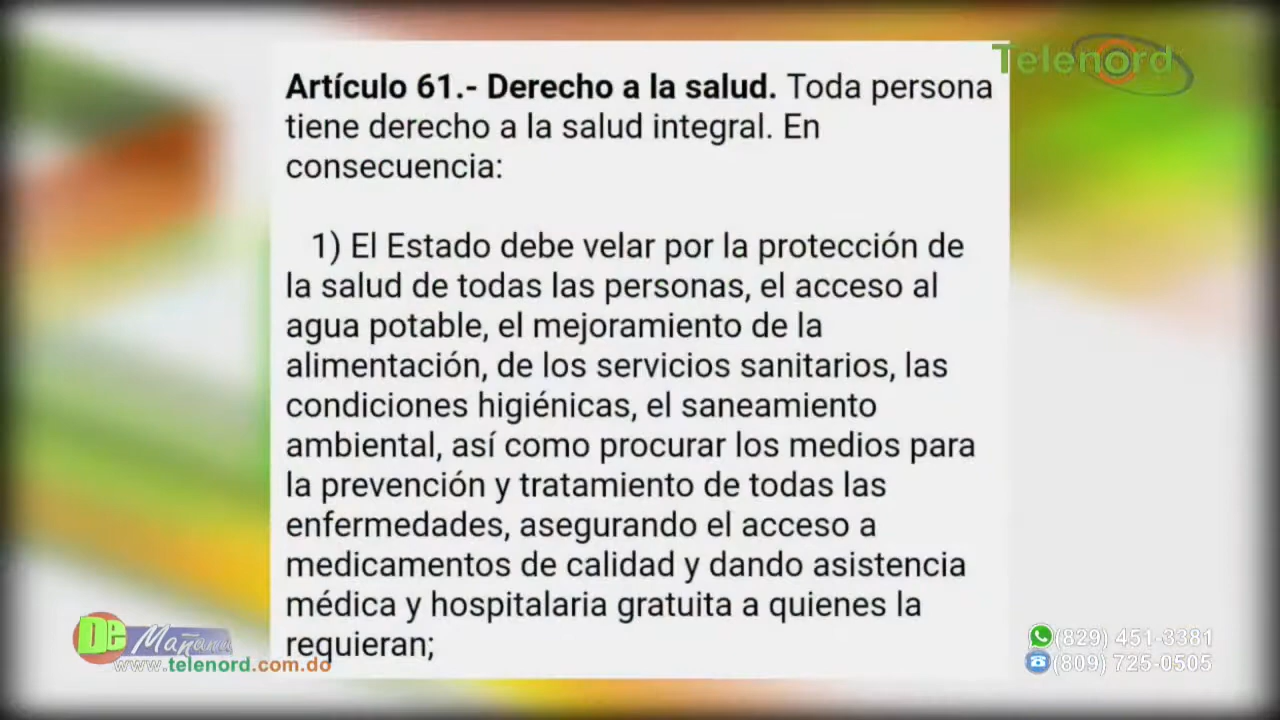 Telenord
Artículo 61.- Derecho a la salud. Toda persona
tiene derecho a la salud integral. En
consecuencia:
1) El Estado debe velar por la protección de
la salud de todas las personas, el acceso al
agua potable, el mejoramiento de la
alimentación, de los servicios sanitarios, las
condiciones higiénicas, el saneamiento
ambiental, así como procurar los medios para
la prevención y tratamiento de todas las
enfermedades, asegurando el acceso a
medicamentos de calidad y dando asistencia
médica y hospitalaria gratuita a quienes la
requieran;
De Mañana
www.telenord.com.do
(829) 451-3381
(809) 725-0505